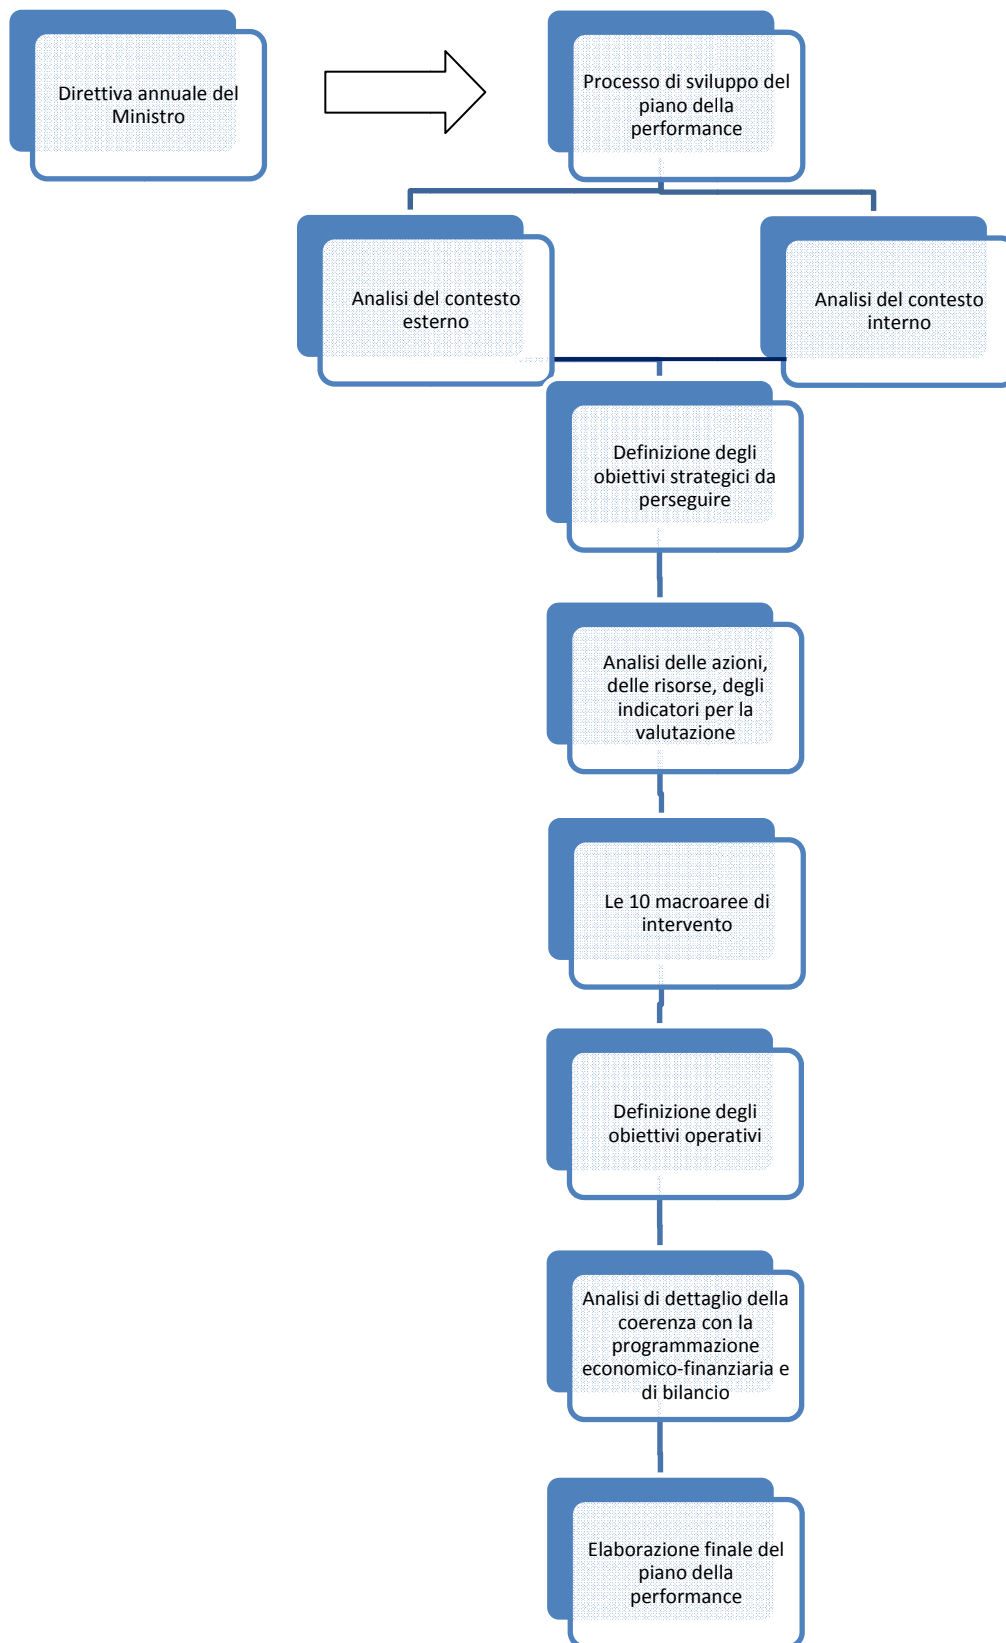 Direttiva annuale del
Ministro
Processo di sviluppo del
piano della
performance
Analisi del contesto
esterno
Analisi del contesto
interno
Definizione degli
obiettivi strategici da
perseguire
Analisi delle azioni,
delle risorse, degli
indicatori per la
valutazione
Le 10 macroaree di
intervento
Definizione degli
obiettivi operativi
Analisi di dettaglio della
coerenza con la
programmazione
economico-finanziaria e
di bilancio
Elaborazione finale del
piano della
performance